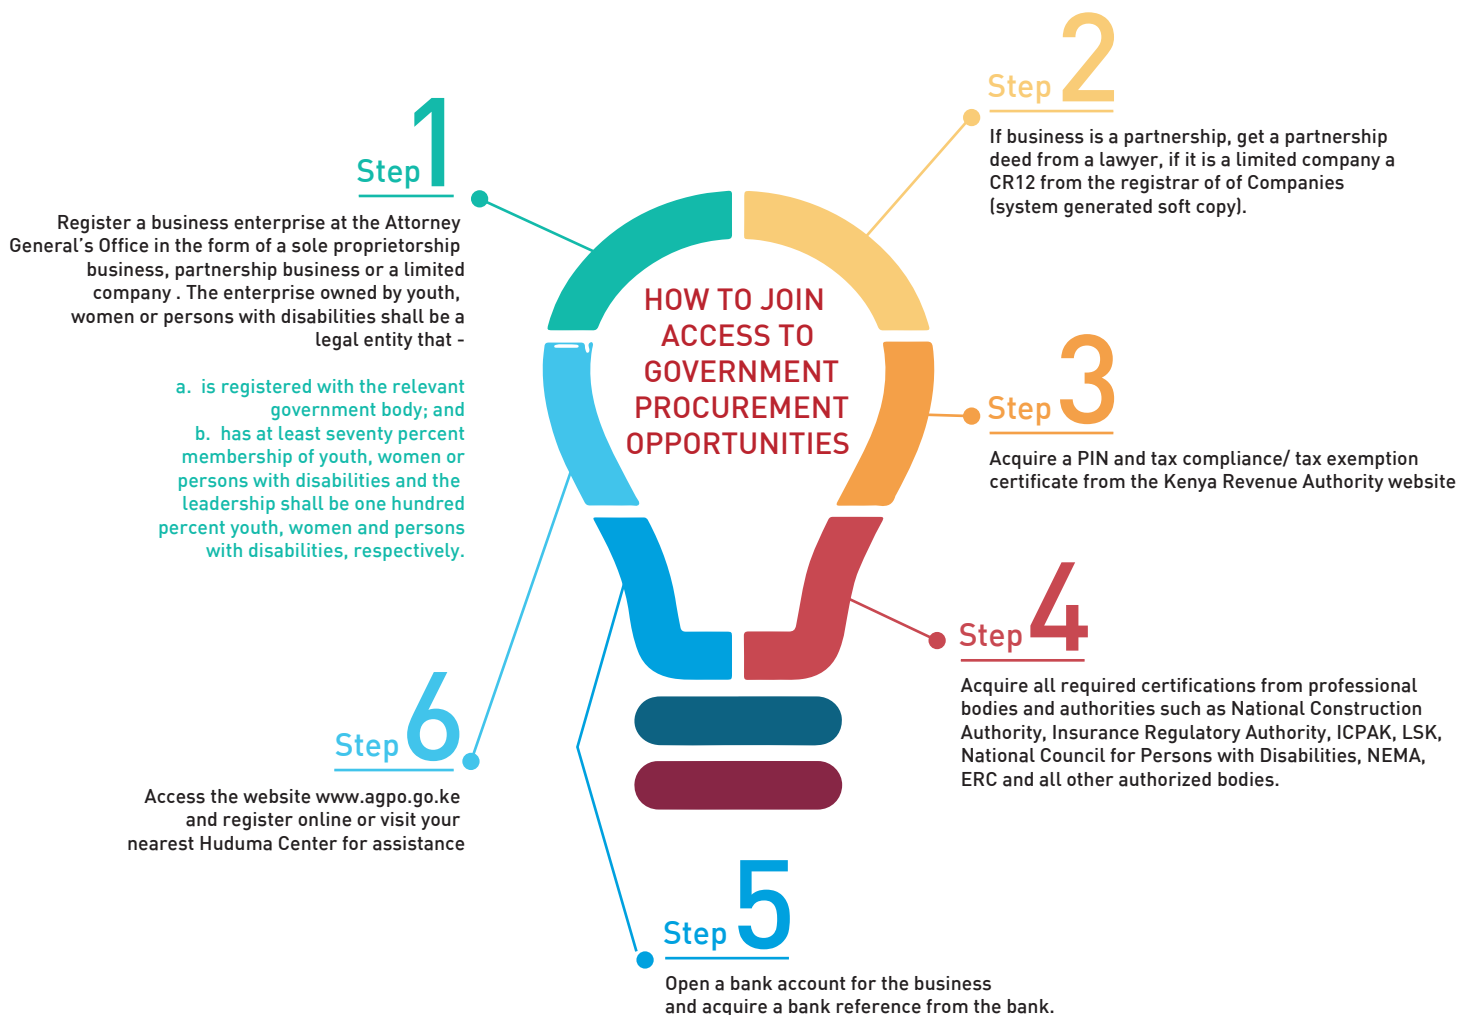 HOW TO JOIN
ACCESS TO
GOVERNMENT
PROCUREMENT
OPPORTUNITIES
Step 1
Register a business enterprise at the Attorney
General's Office in the form of a sole proprietorship
business, partnership business or a limited
company . The enterprise owned by youth,
women or persons with disabilities shall be a
legal entity that -
a. is registered with the relevant
government body; and
b. has at least seventy percent
membership of youth, women or
persons with disabilities and the
leadership shall be one hundred
percent youth, women and persons
with disabilities, respectively.
Step 2
If business is a partnership, get a partnership
deed from a lawyer, if it is a limited company a
CR12 from the registrar of of Companies
(system generated soft copy).
Step 3
Acquire a PIN and tax compliance/ tax exemption
certificate from the Kenya Revenue Authority website
Step 4
Acquire all required certifications from professional
bodies and authorities such as National Construction
Authority, Insurance Regulatory Authority, ICPAK, LSK,
National Council for Persons with Disabilities, NEMA,
ERC and all other authorized bodies.
Step 5
Open a bank account for the business
and acquire a bank reference from the bank.
Step 6
Access the website www.agpo.go.ke
and register online or visit your
nearest Huduma Center for assistance